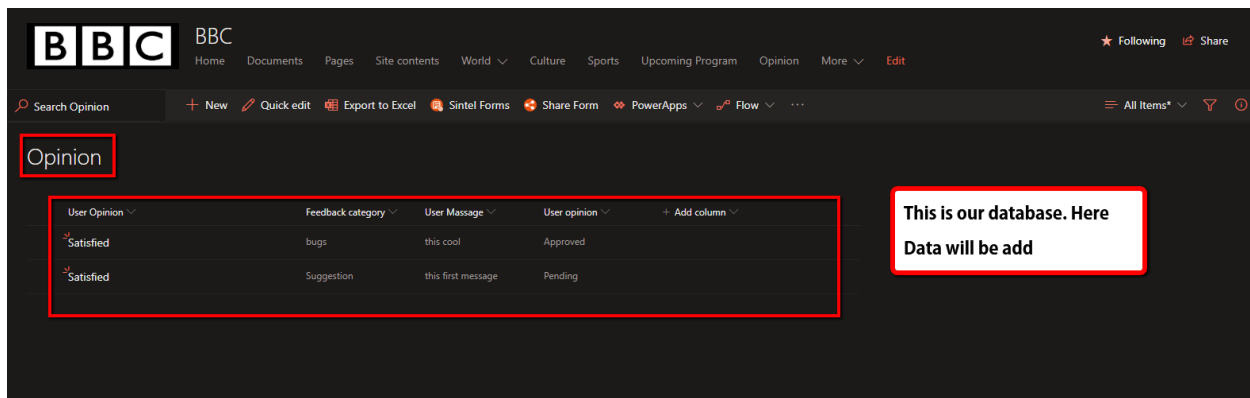 BBC
BBC
Following Share
Home Documents Pages Site contents World Culture Sports Upcoming Program Opinion More Edit
Search Opinion + New Quick edit Export to Excel Sintel Forms Share Form PowerApps Flow ... All Items*
Opinion
User Opinion Feedback category User Massage User opinion + Add column
Satisfied bugs this cool Approved
Satisfied Suggestion this first message Pending
This is our database. Here
Data will be add